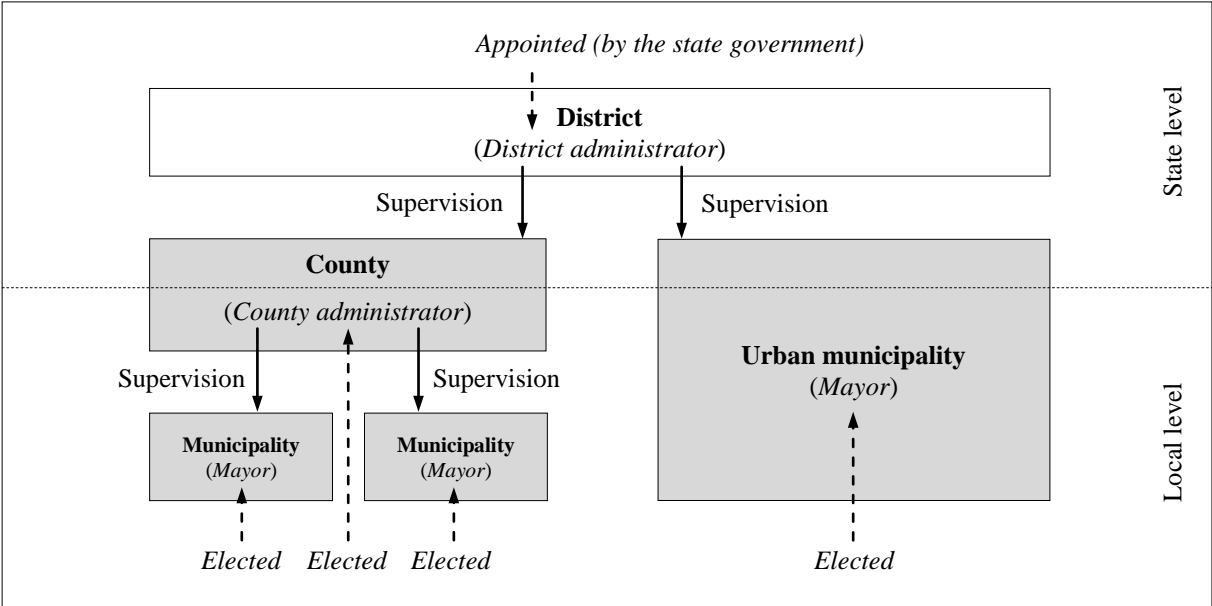 Appointed (by the state government)
District
(District administrator)
State level
Supervision
Supervision
County
(County administrator)
Urban municipality
(Mayor)
Supervision
Supervision
Municipality
(Mayor)
Municipality
(Mayor)
Local level
Elected
Elected
Elected
Elected